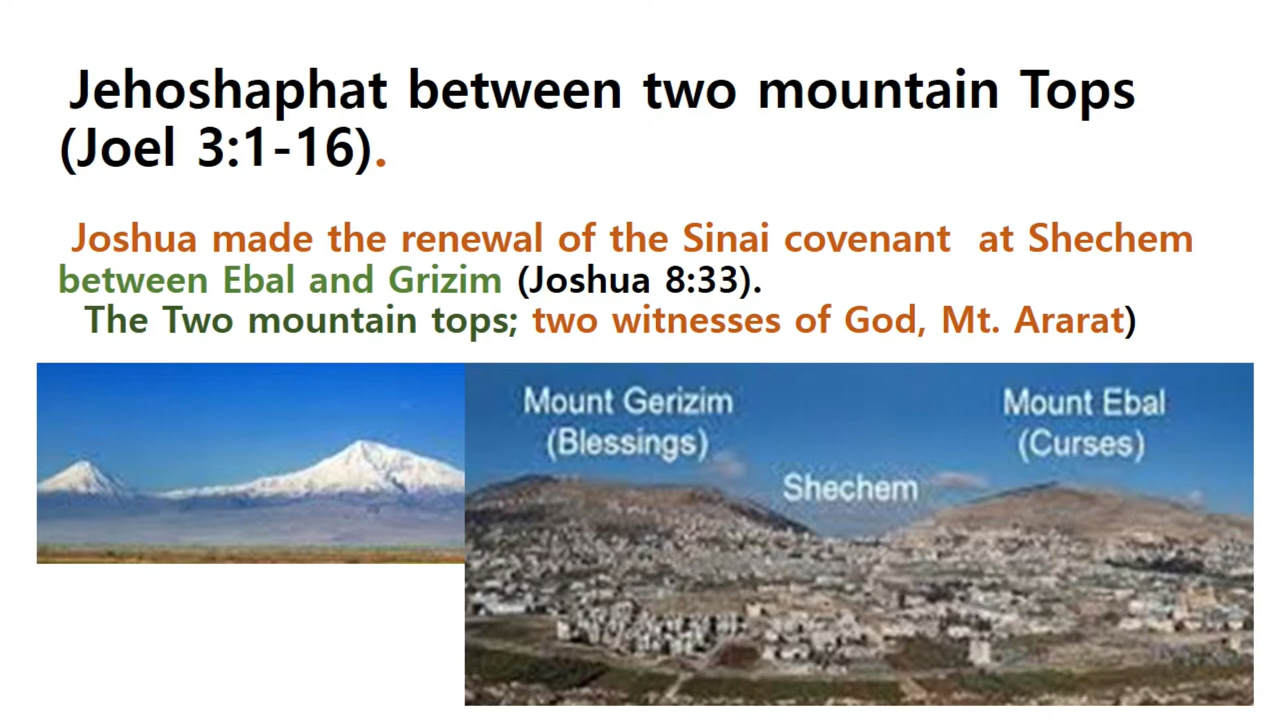 Jehoshaphat between two mountain Tops
(Joel 3:1-16).
Joshua made the renewal of the Sinai covenant at Shechem
between Ebal and Grizim (Joshua 8:33).
The Two mountain tops; two witnesses of God, Mt. Ararat)
Mount Gerizim
(Blessings)
Shechem
Mount Ebal
(Curses)